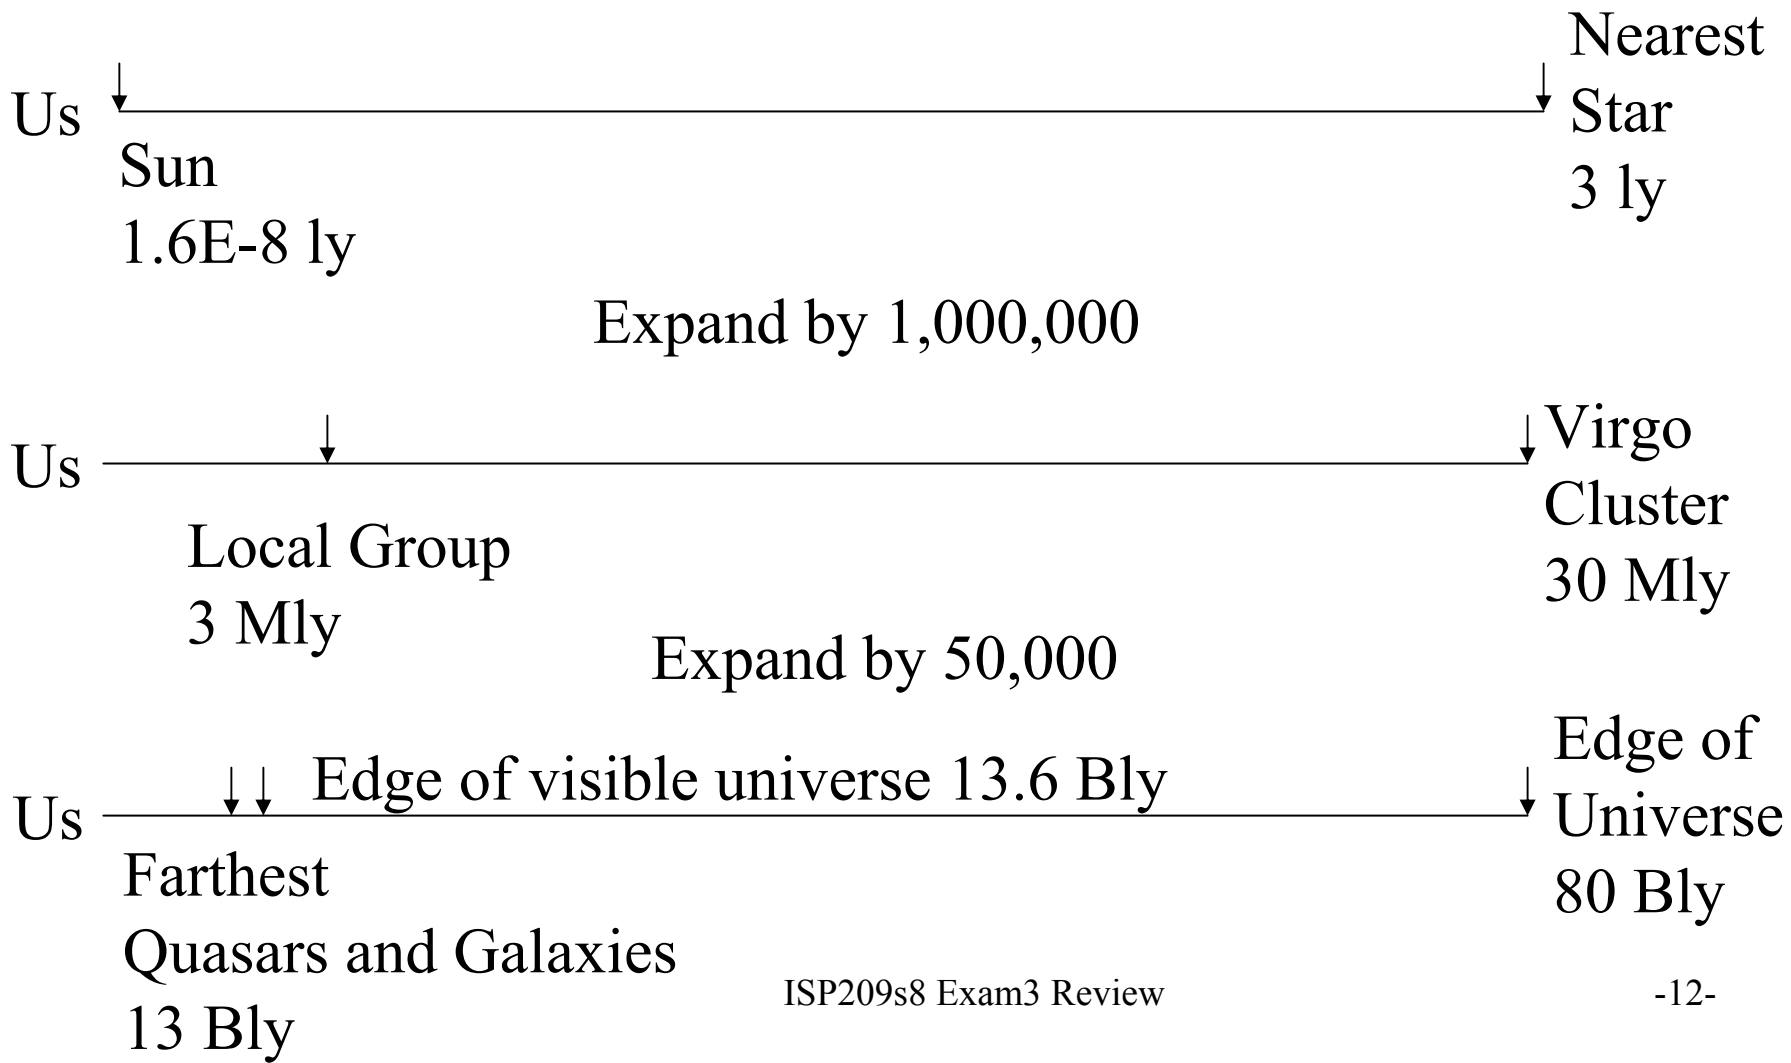 Us
Sun
1.6E-8 ly
Nearest
Star
3 ly
Expand by 1,000,000
Us
Local Group
3 Mly
Virgo
Cluster
30 Mly
Expand by 50,000
Us
Edge of visible universe 13.6 Bly
Edge of
Universe
80 Bly
Farthest
Quasars and Galaxies
13 Bly
ISP209s8 Exam3 Review
-12-